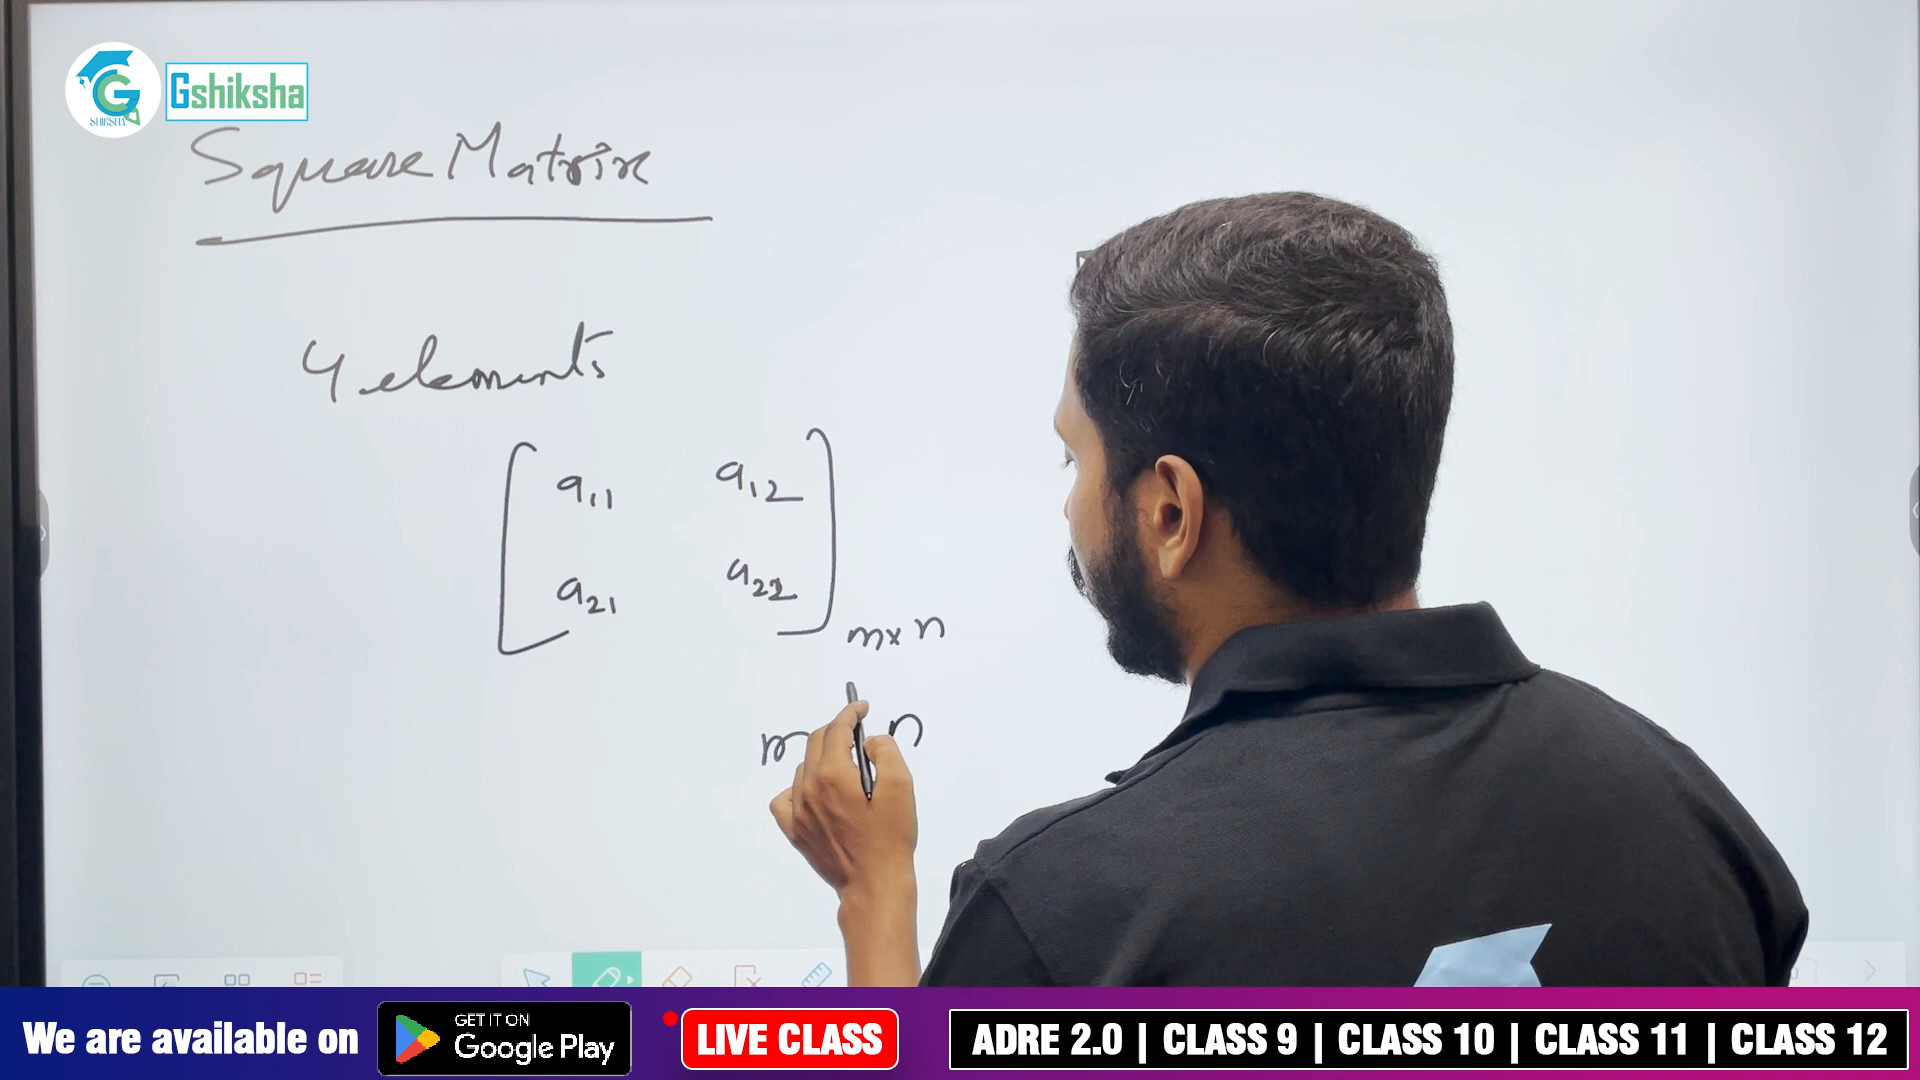 SHIKSHA
Gshiksha
Square Matrix
4 elements
a11 a12
a21 a22
m x n
m n
We are available on
GET IT ON
Google Play
LIVE CLASS
ADRE 2.0 | CLASS 9 | CLASS 10 | CLASS 11 | CLASS 12